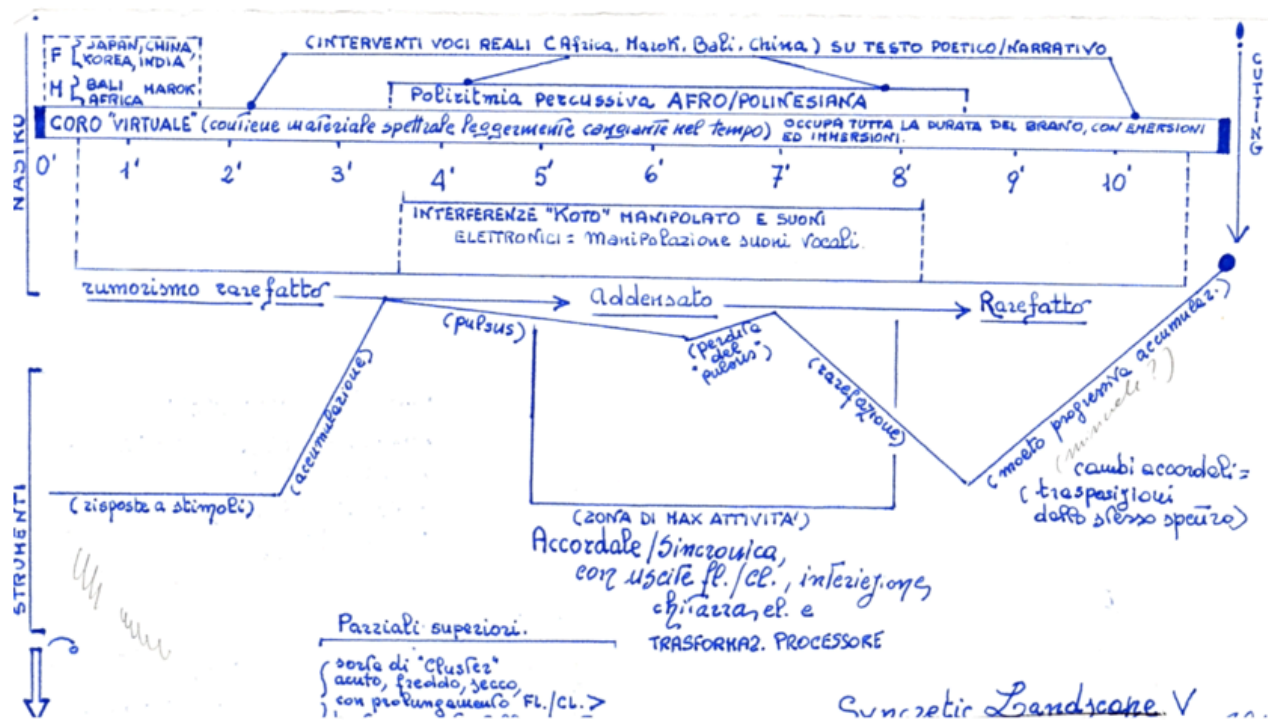 F { JAPAN, CHINA,
KOREA, INDIA
H { BALI MAROK
AFRICA
(INTERVENTI VOCI REALI (Africa, Marok, Bali, China) SU TESTO POETICO/NARRATIVO
Poliritmia percussiva AFRO/POLINESIANA
CORO "VIRTUALE" (contiene materiale spettrale leggermente cangiante nel tempo) OCCUPA TUTTA LA DURATA DEL BRANO, CON EMERSIONI
ED IMMERSIONI.
CUTTING
NASTRO
0' 1' 2' 3' 4' 5' 6' 7' 8' 9' 10'
INTERFERENZE "KOTO" MANIPOLATO E SUONI
ELETTRONICI = Manipolazione suoni vocali.
rumorismo rarefatto addensato Rarefatto
(pulsus)
(perdita
del
"pulsus")
(accumulazione)
(rarefazione)
(molto progressiva accumulaz.)
STRUMENTI
(risposte a stimoli)
cambi accordali =
(trasposizioni
dello stesso spettro)
(ZONA DI MAX ATTIVITA')
Accordale/Sincronica,
con uscite fl./cl., interiezione
chitarra el. e
TRASFORMAZ. PROCESSORE
Parziali superiori.
sorta di "Cluster"
acuto, freddo, secco,
con prolungamento FL./CL.>
Syncretic Landscape V